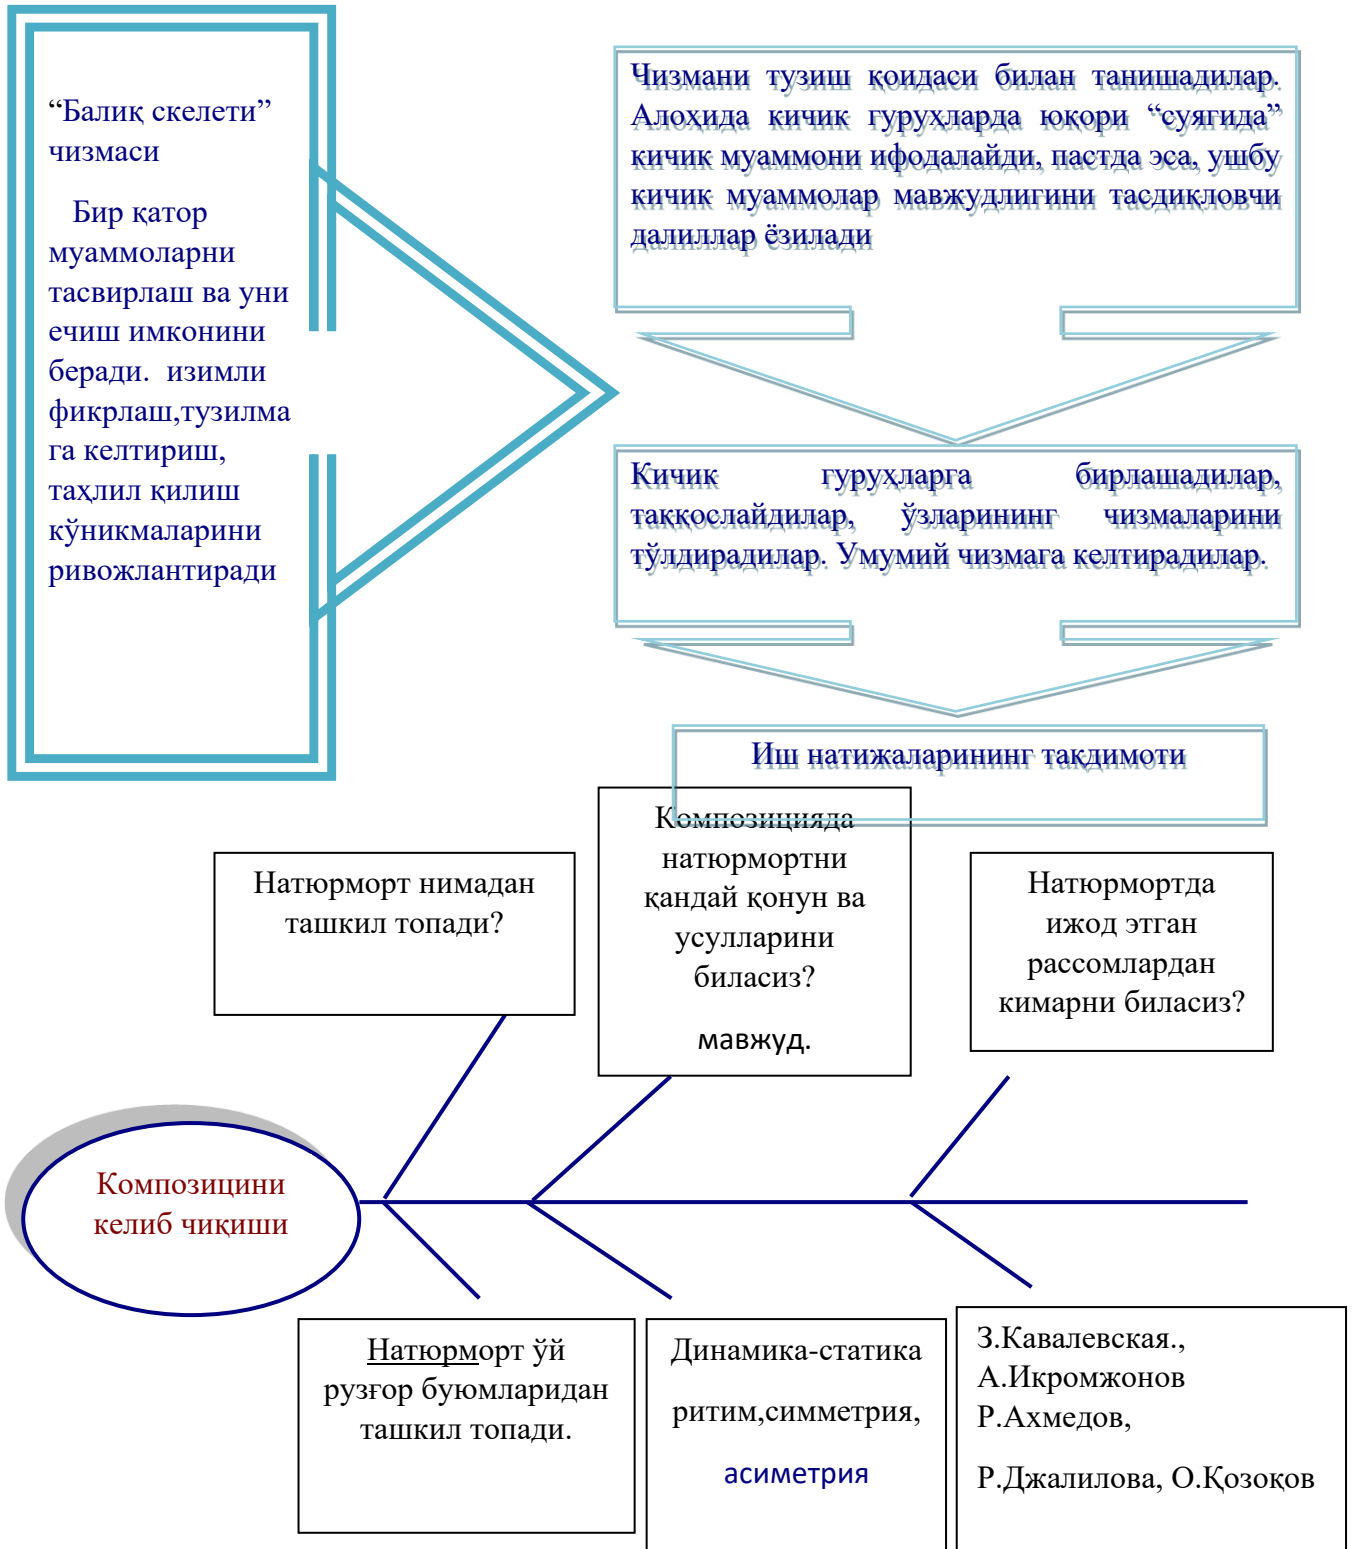 “Балиқ скелети”
чизмаси
Бир қатор
муаммоларни
тасвирлаш ва уни
ечиш имконини
беради. изимли
фикрлаш,тузилма
га келтириш,
таҳлил қилиш
кўникмаларини
ривожлантиради
Чизмани тузиш қоидаси билан танишадилар.
Алоҳида кичик гуруҳларда юқори “суягида”
кичик муаммони ифодалайди, пастда эса, ушбу
кичик муаммолар мавжудлигини тасдиқловчи
далиллар ёзилади
Кичик гуруҳларга бирлашадилар,
таққослайдилар, ўзларининг чизмаларини
тўлдирадилар. Умумий чизмага келтирадилар.
Иш натижаларининг тақдимоти
Натюрморт нимадан
ташкил топади?
Композицияда
натюрмортни
қандай қонун ва
усулларини
биласиз?
мавжуд.
Натюрмортда
ижод этган
рассомлардан
кимарни биласиз?
Композицини
келиб чиқиши
Натюрморт ўй
рузғор буюмларидан
ташкил топади.
Динамика-статика
ритим,симметрия,
асиметрия
З.Кавалевская.,
А.Икромжонов
Р.Ахмедов,
Р.Джалилова, О.Қозоқов